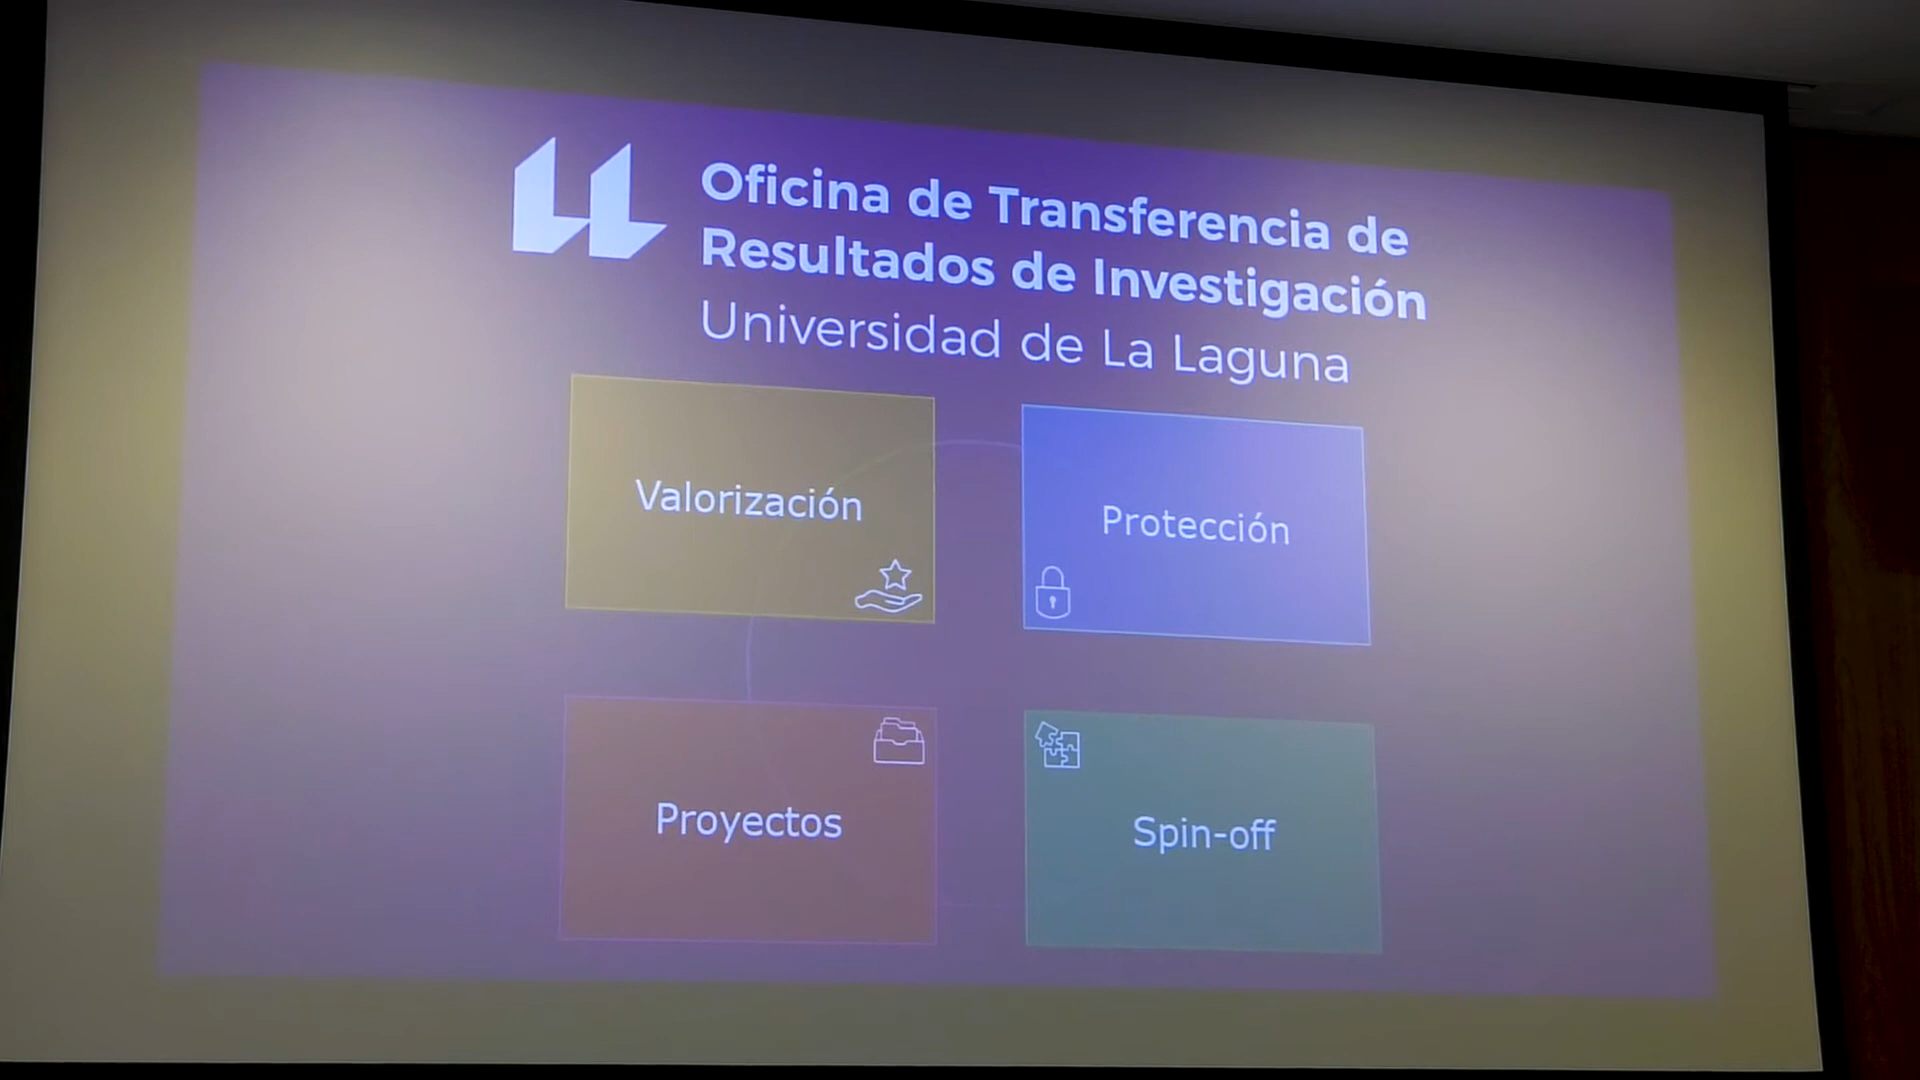 Oficina de Transferencia de
Resultados de Investigación
Universidad de La Laguna
Valorización
Protección
Proyectos
Spin-off